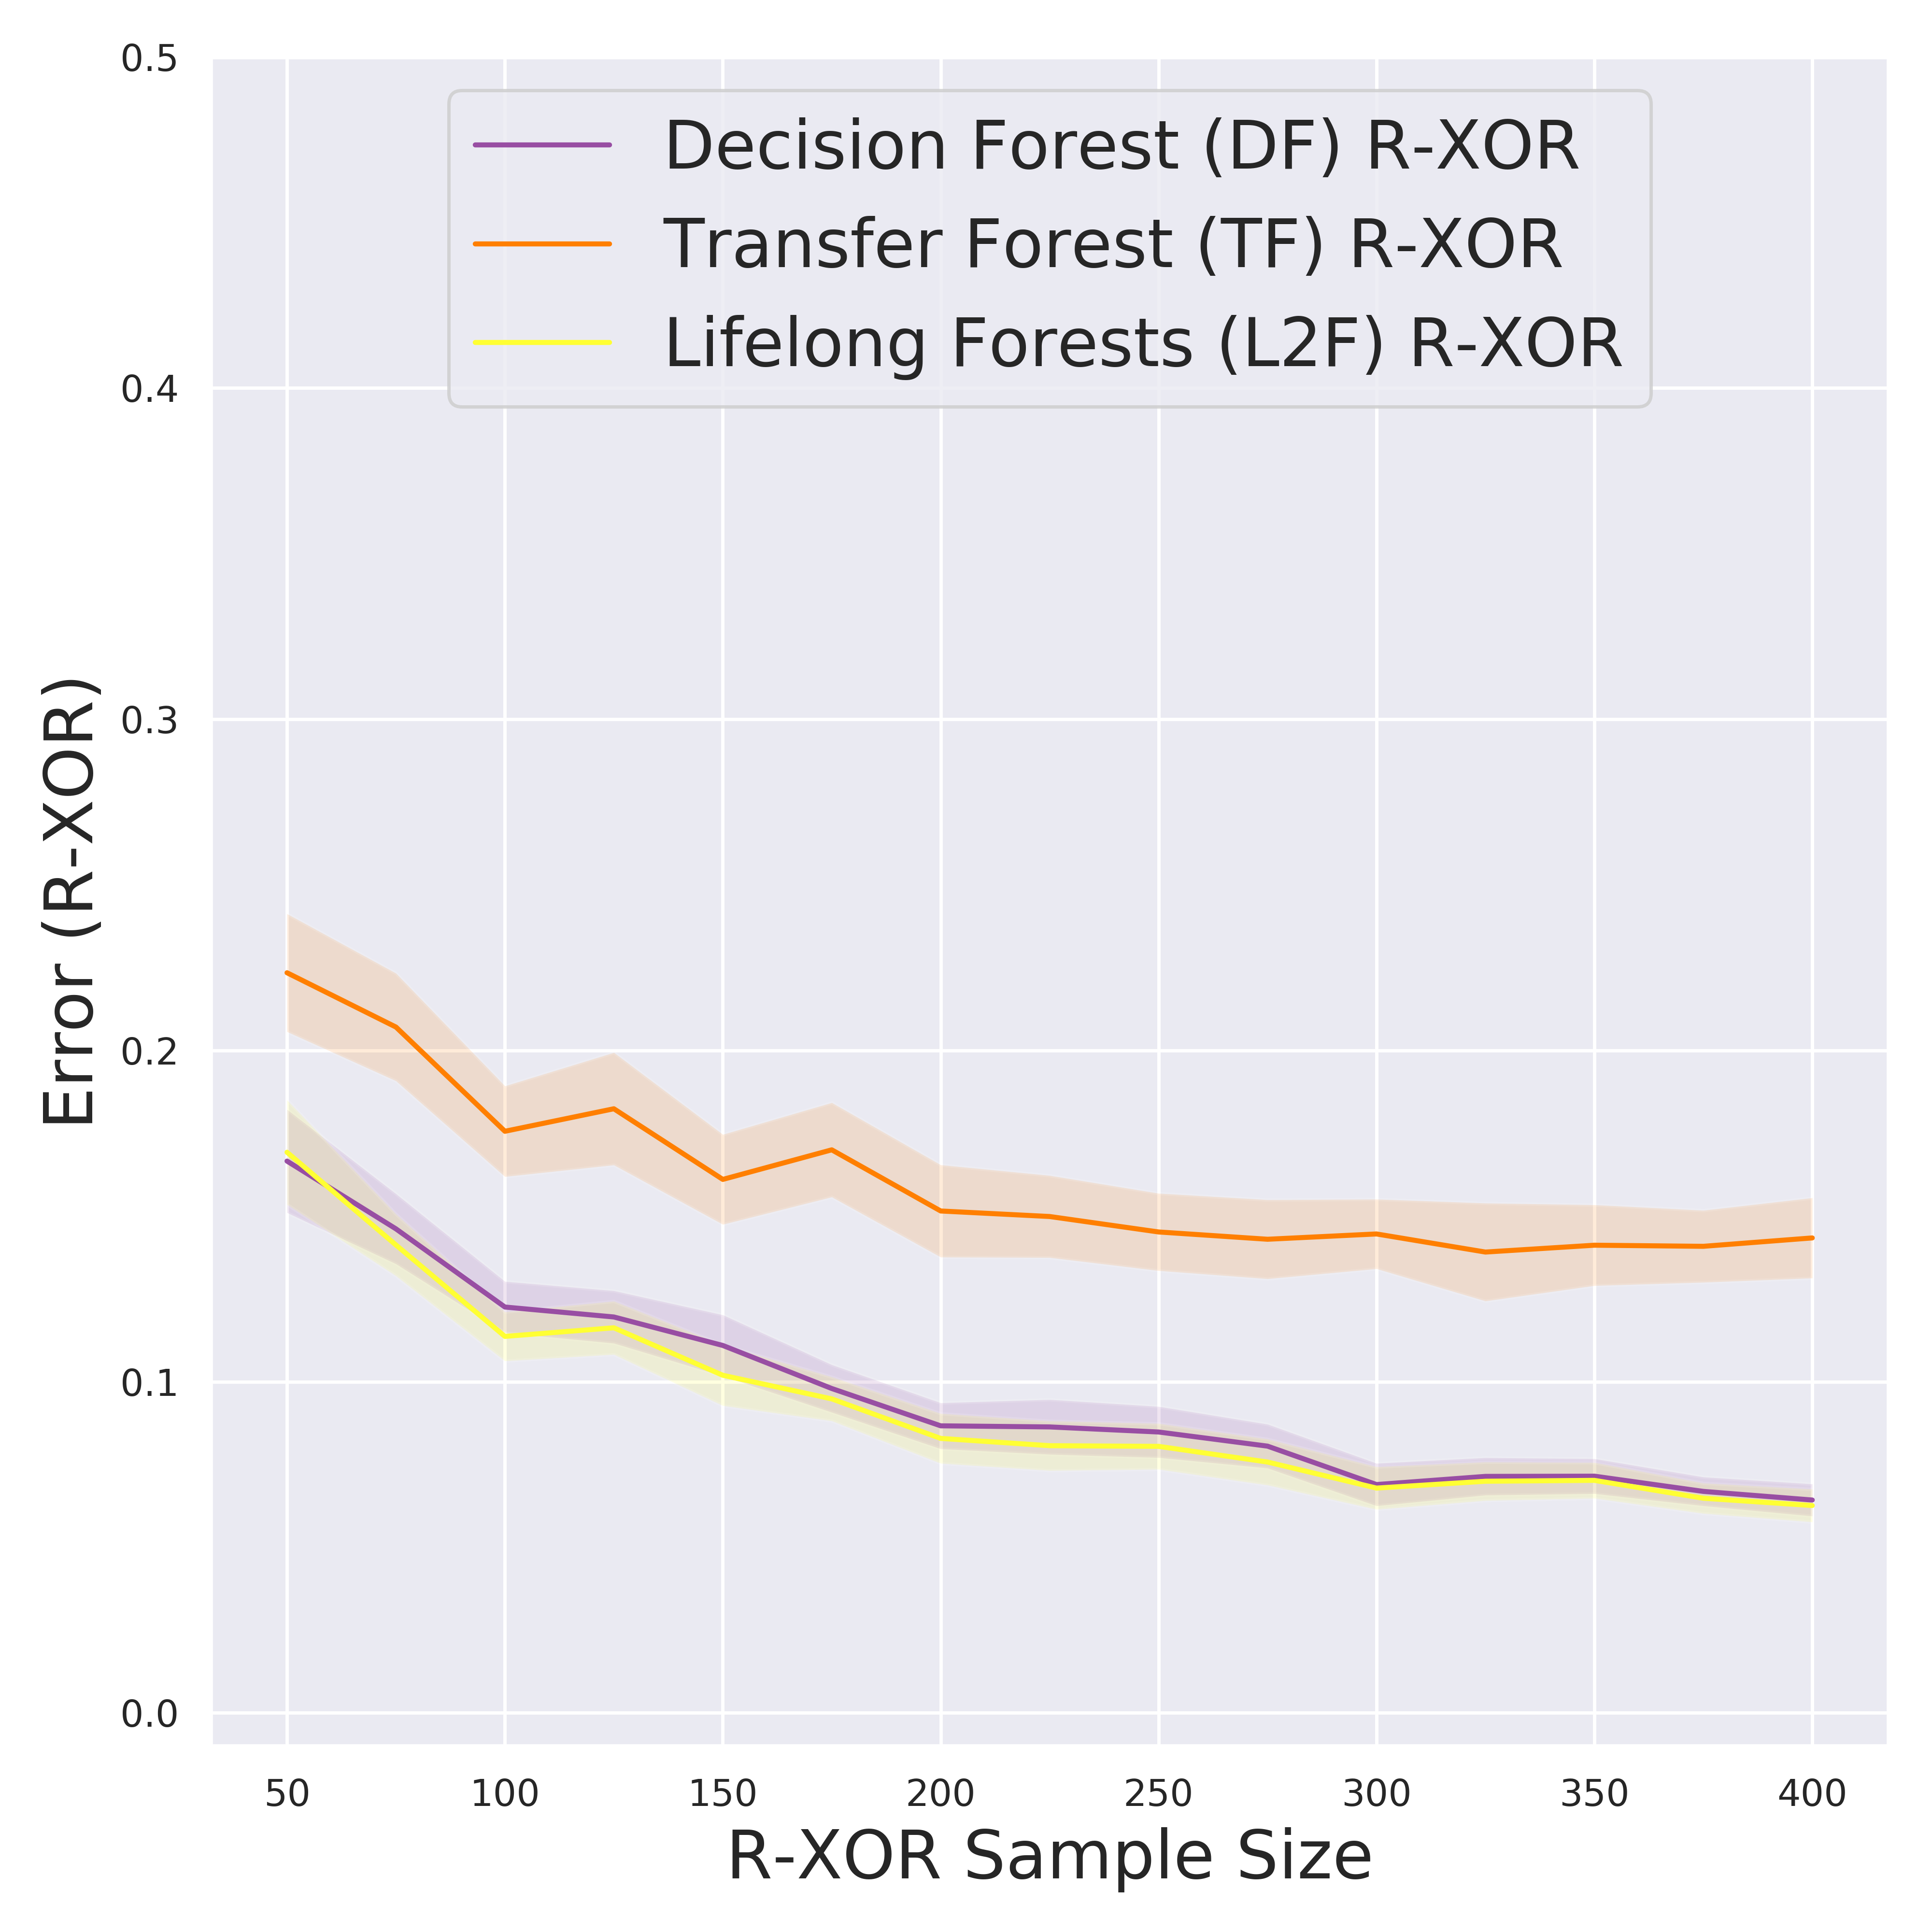 0.5
Decision Forest (DF) R-XOR
Transfer Forest (TF) R-XOR
Lifelong Forests (L2F) R-XOR
0.4
0.3
Error (R-XOR)
0.2
0.1
0.0
50 100 150 200 250 300 350 400
R-XOR Sample Size